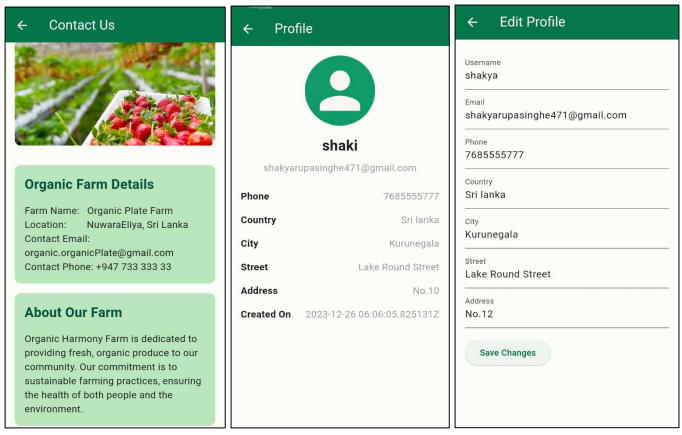 Contact Us
Organic Farm Details
Farm Name: Organic Plate Farm
Location: NuwaraEliya, Sri Lanka
Contact Email:
organic.organicPlate@gmail.com
Contact Phone: +947 733 333 33
About Our Farm
Organic Harmony Farm is dedicated to
providing fresh, organic produce to our
community. Our commitment is to
sustainable farming practices, ensuring
the health of both people and the
environment.
Profile
shaki
shakyarupasinghe471@gmail.com
Phone 7685555777
Country Sri lanka
City Kurunegala
Street Lake Round Street
Address No.10
Created On 2023-12-26 06:06:05.825131Z
Edit Profile
Username
shakya
Email
shakyarupasinghe471@gmail.com
Phone
7685555777
Country
Sri lanka
City
Kurunegala
Street
Lake Round Street
Address
No.12
Save Changes